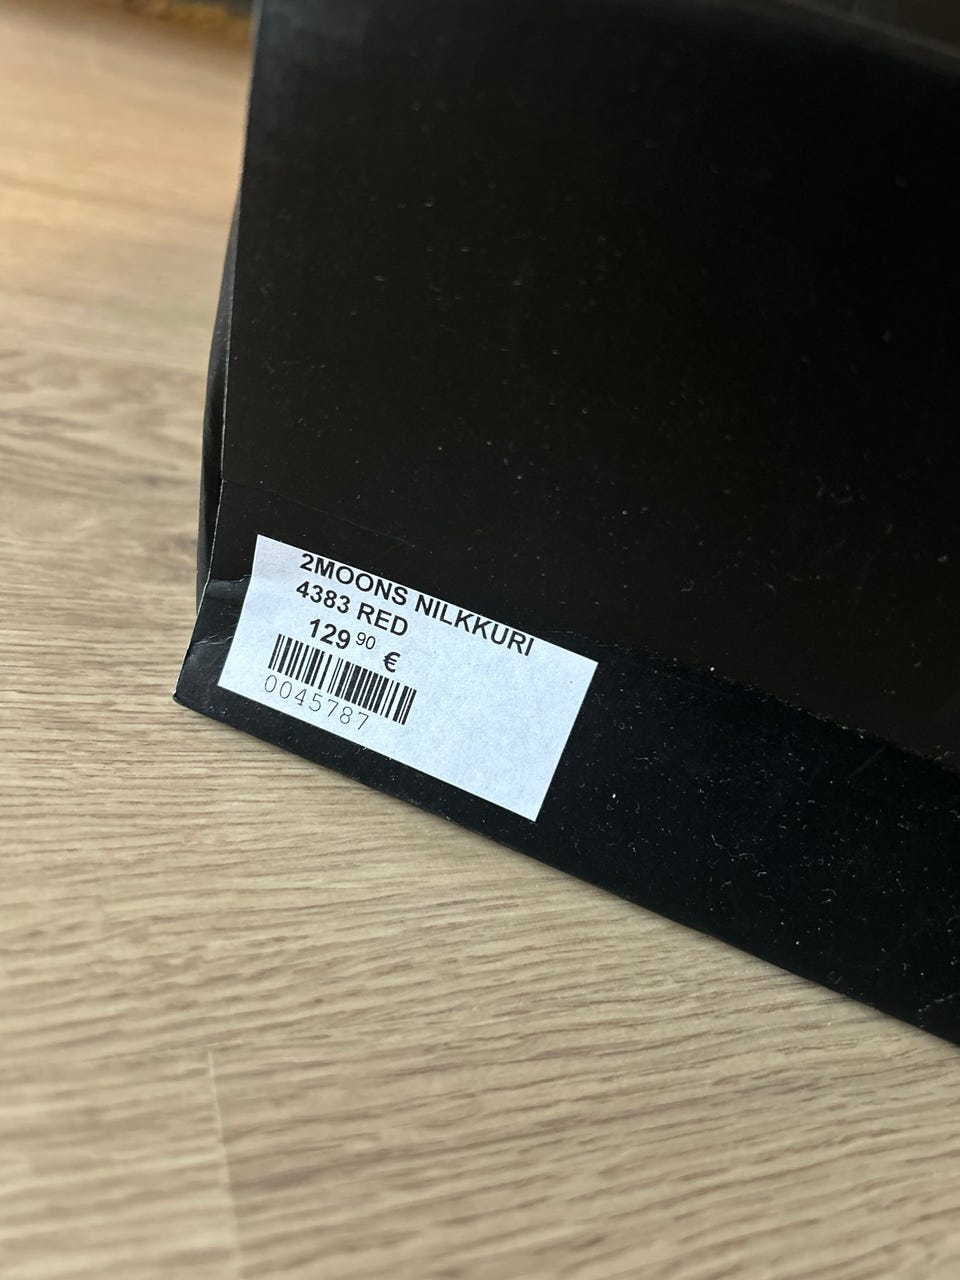 2MOONS NILKKURI
4383 RED
129 90 €
0045787